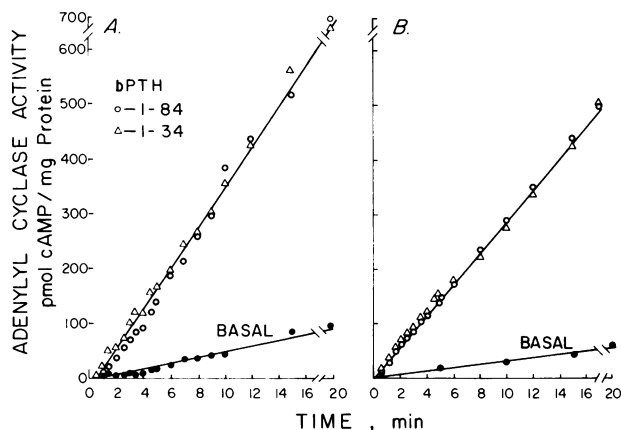 A.
B.
700
600
500
400
300
200
100
0
bPTH
o-1-84
△-1-34
BASAL
BASAL
ADENYLYL CYCLASE ACTIVITY
pmol cAMP/mg Protein
0 2 4 6 8 10 12 14 16 20
0 2 4 6 8 10 12 14 16 20
TIME , min